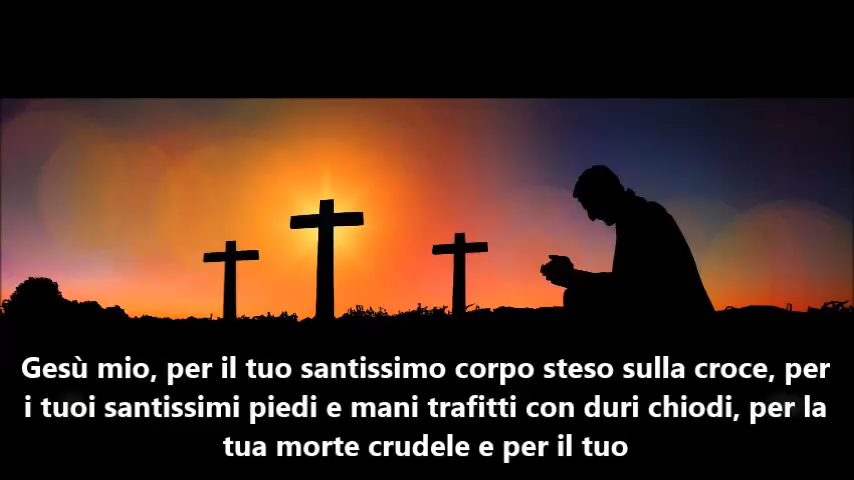 Gesù mio, per il tuo santissimo corpo steso sulla croce, per
i tuoi santissimi piedi e mani trafitti con duri chiodi, per la
tua morte crudele e per il tuo